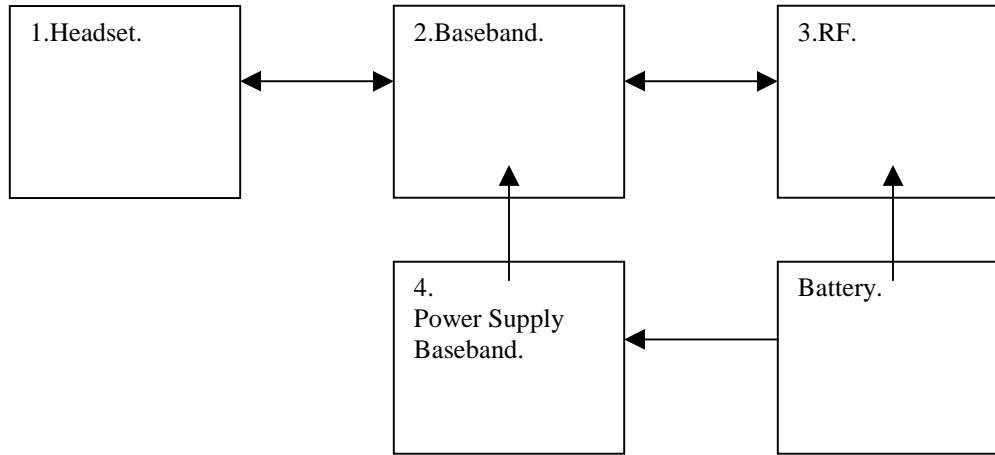 1.Headset.
2.Baseband.
3.RF.
4.
Power Supply
Baseband.
Battery.